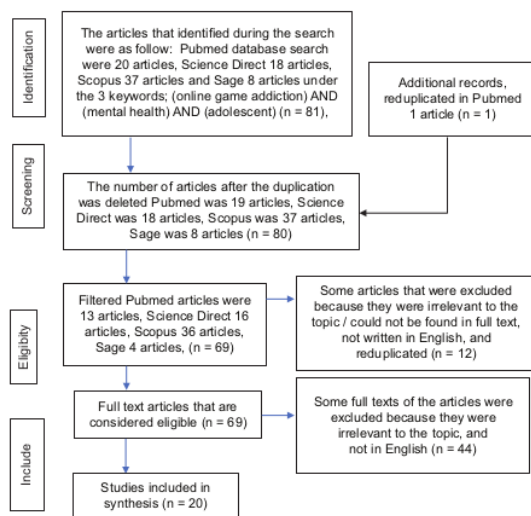 Identification
The articles that identified during the search
were as follow: Pubmed database search
were 20 articles, Science Direct 18 articles,
Scopus 37 articles and Sage 8 articles under
the 3 keywords; (online game addiction) AND
(mental health) AND (adolescent) (n = 81),
Additional records,
reduplicated in Pubmed
1 article (n = 1)
Screening
The number of articles after the duplication
was deleted Pubmed was 19 articles, Science
Direct was 18 articles, Scopus was 37 articles,
Sage was 8 articles (n = 80)
Eligibity
Filtered Pubmed articles were
13 articles, Science Direct 16
articles, Scopus 36 articles,
Sage 4 articles, (n = 69)
Some articles that were excluded
because they were irrelevant to the
topic / could not be found in full text,
not written in English, and
reduplicated (n = 12)
Full text articles that are
considered eligible (n = 69)
Some full texts of the articles were
excluded because they were
irrelevant to the topic, and
not in English (n = 44)
Include
Studies included in
synthesis (n = 20)